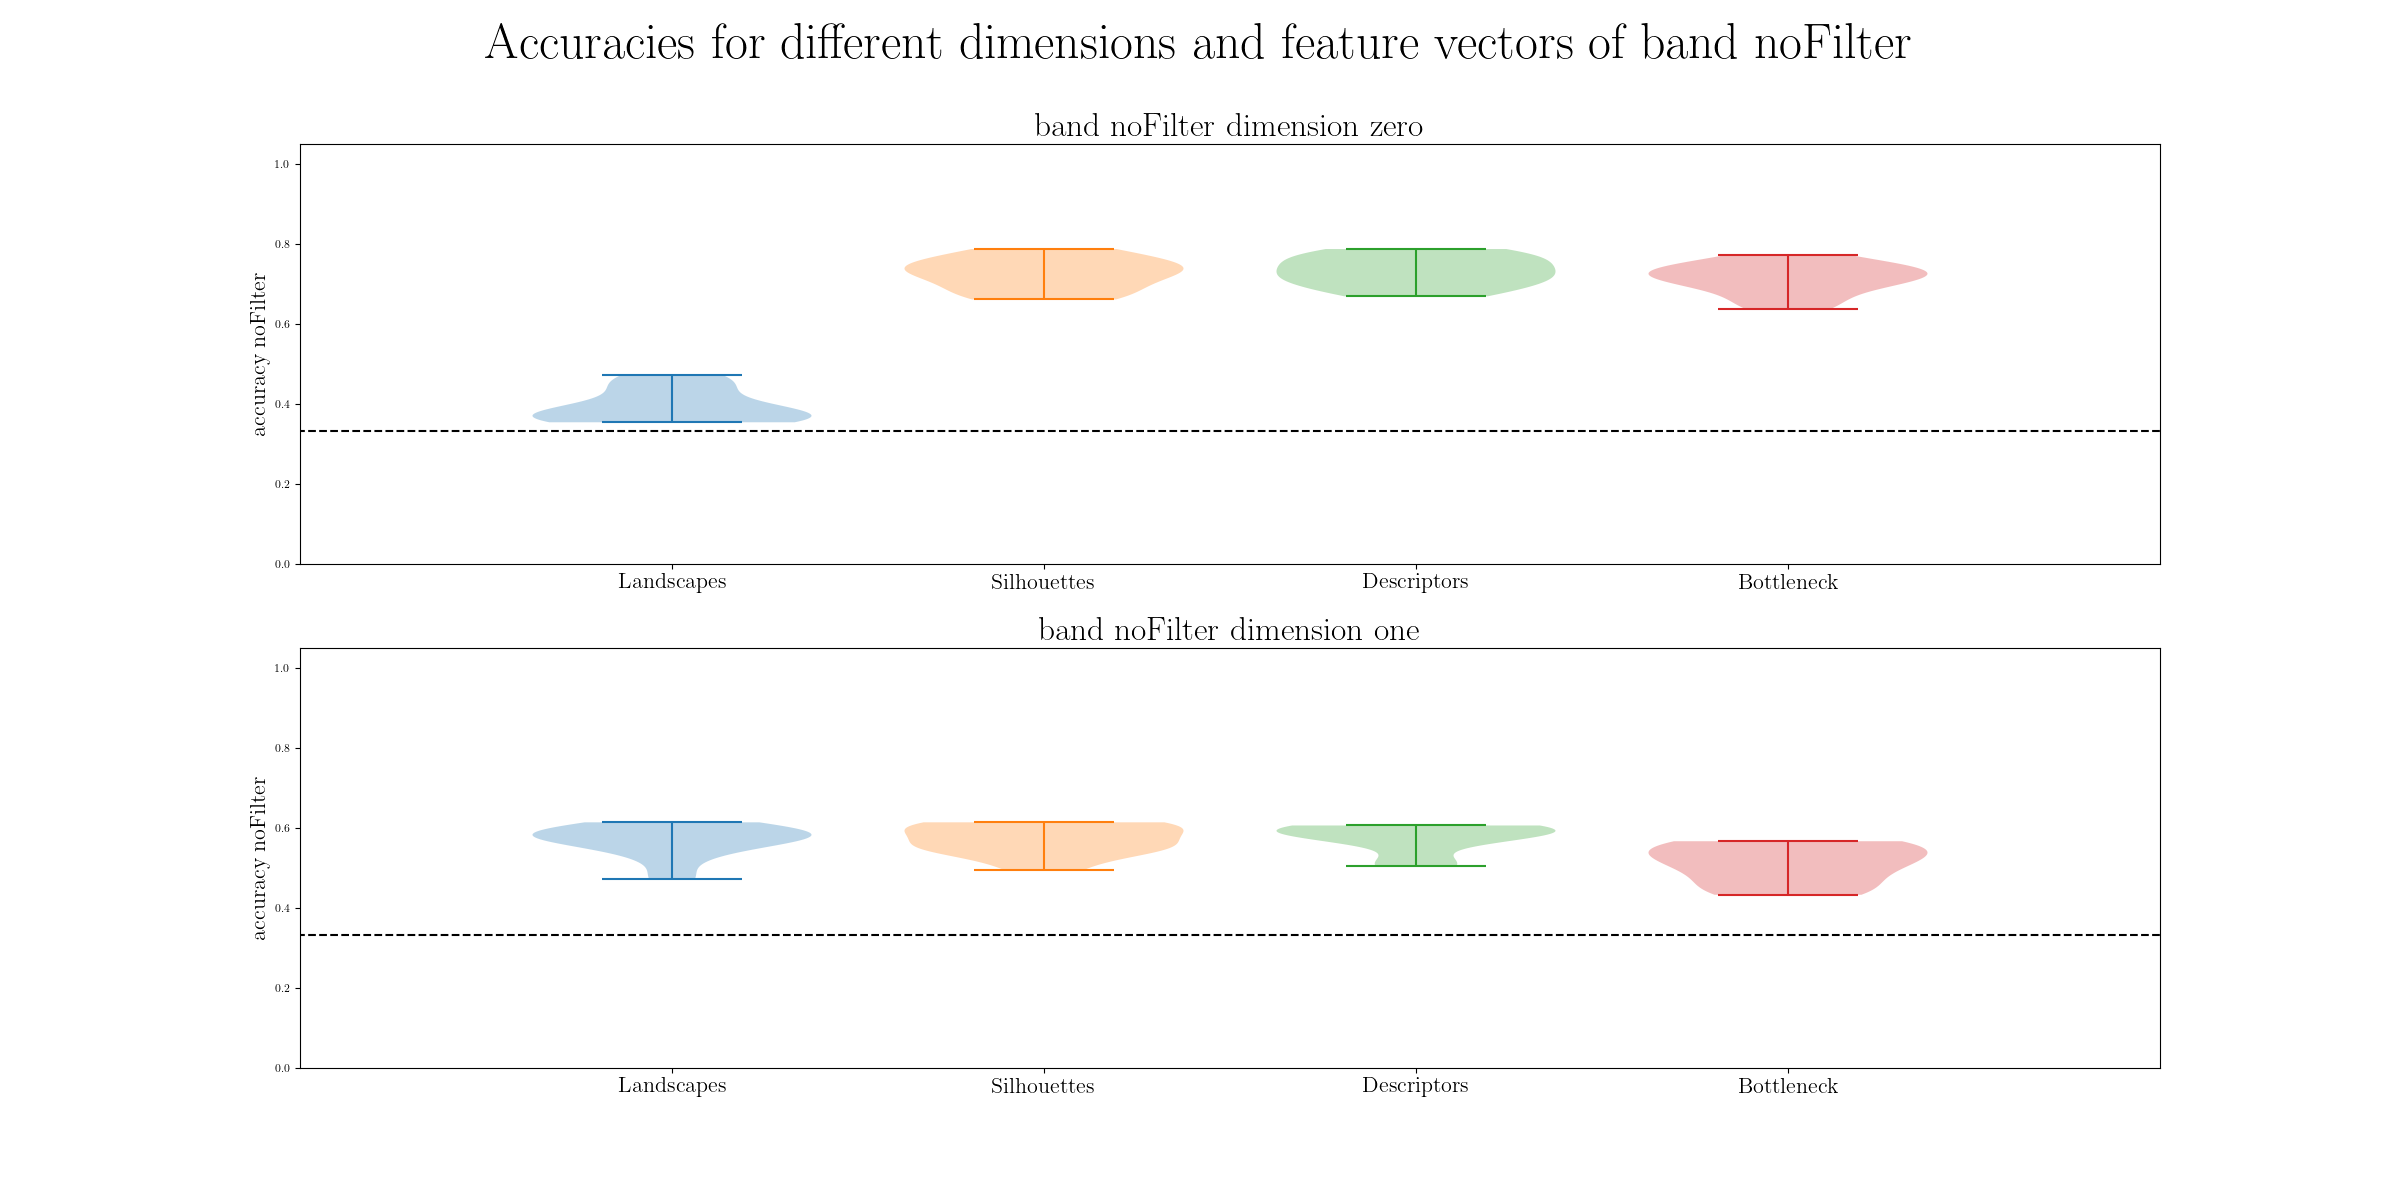 Accuracies for different dimensions and feature vectors of band noFilter
band noFilter dimension zero
accuracy noFilter
1.0
0.8
0.6
0.4
0.2
0.0
Landscapes Silhouettes Descriptors Bottleneck
band noFilter dimension one
accuracy noFilter
1.0
0.8
0.6
0.4
0.2
0.0
Landscapes Silhouettes Descriptors Bottleneck